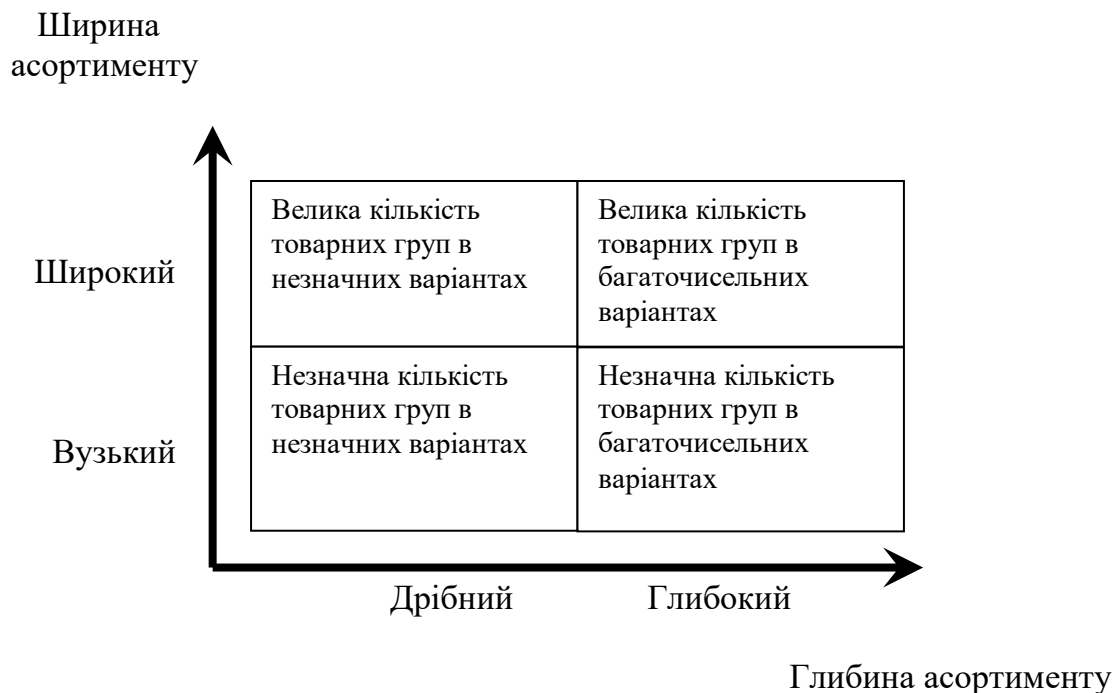 Ширина
асортименту
Широкий
Велика кількість
товарних груп в
незначних варіантах
Велика кількість
товарних груп в
багаточисельних
варіантах
Вузький
Незначна кількість
товарних груп в
незначних варіантах
Незначна кількість
товарних груп в
багаточисельних
варіантах
Дрібний
Глибокий
Глибина асортименту